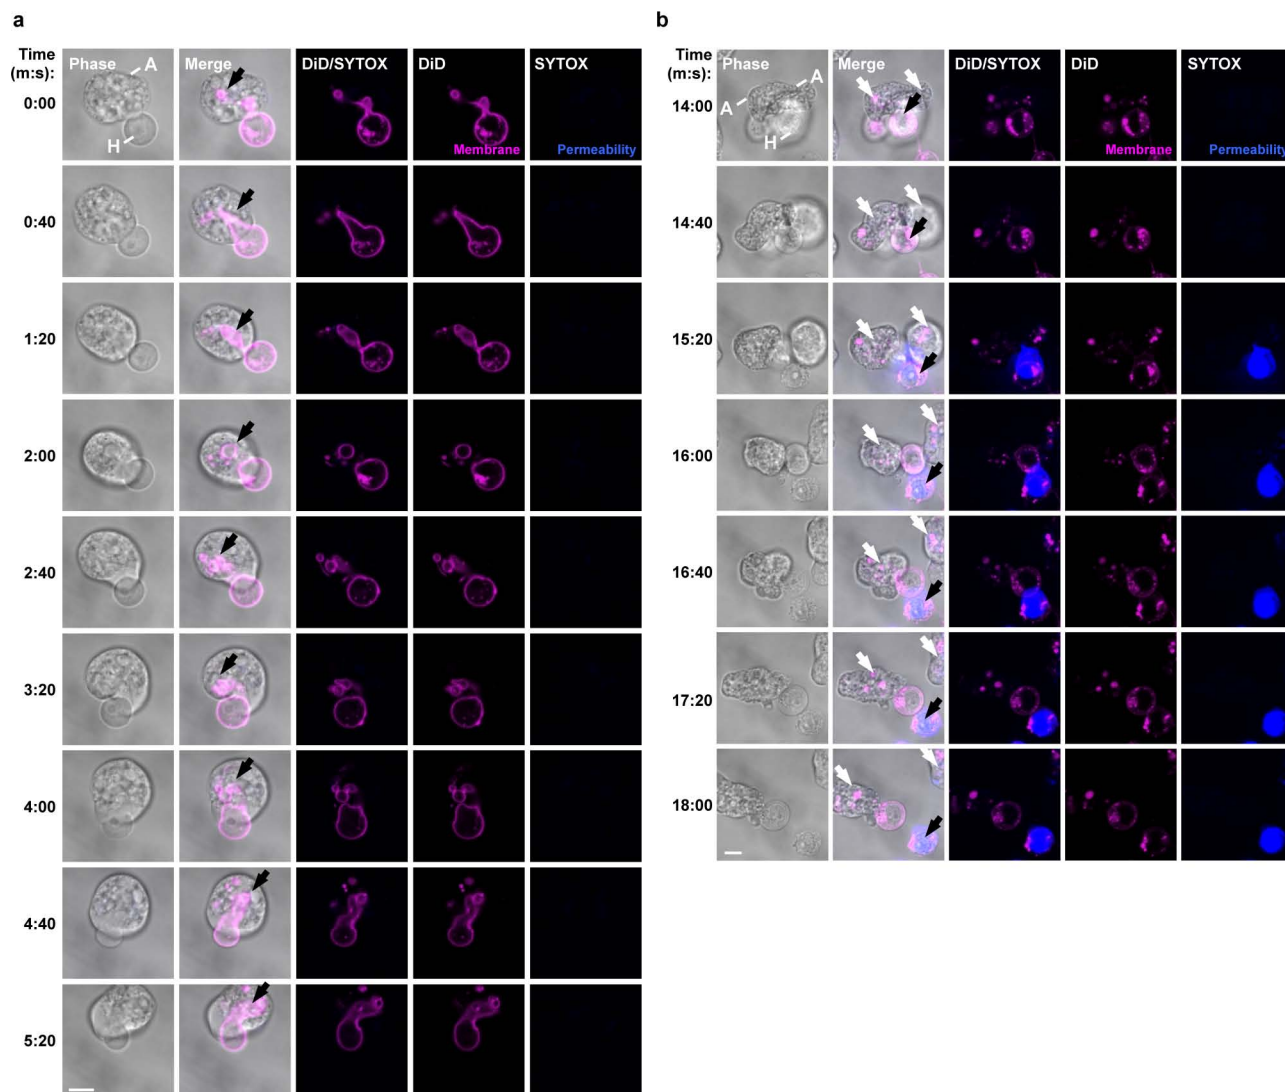 a
Time
(m:s):
Phase
A
H
Merge
DiD/SYTOX
DiD
Membrane
SYTOX
Permeability
0:00
0:40
1:20
2:00
2:40
3:20
4:00
4:40
5:20
b
Time
(m:s):
Phase
A
A
H
Merge
DiD/SYTOX
DiD
Membrane
SYTOX
Permeability
14:00
14:40
15:20
16:00
16:40
17:20
18:00